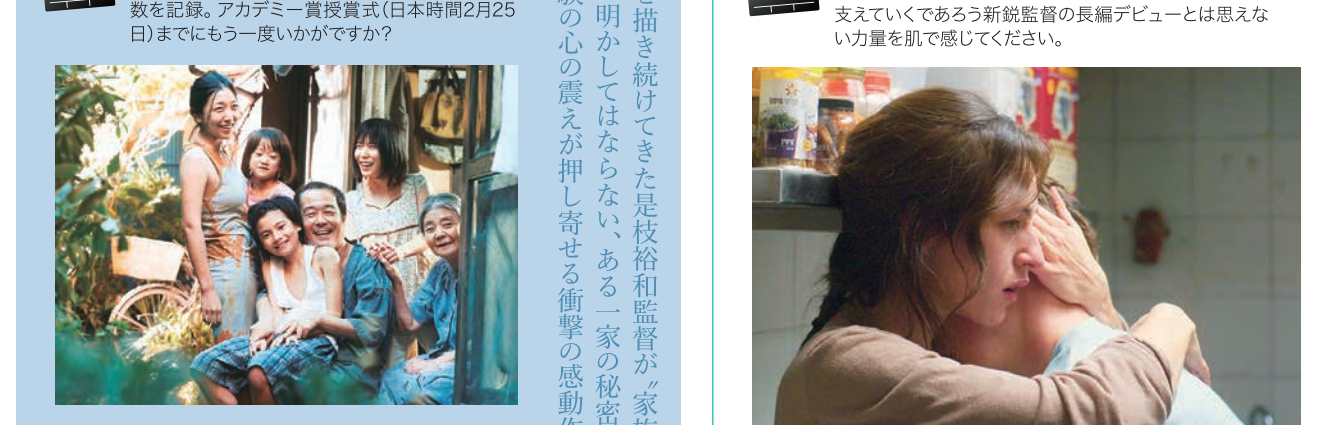 数を記録。アカデミー賞授賞式(日本時間2月25
日)までにもう一度いかがですか?
描き続けてきた是枝裕和監督が〝家族
明かしてはならない、ある一家の秘密
の心の震えが押し寄せる衝撃の感動作
支えていくであろう新鋭監督の長編デビューとは思えな
い力量を肌で感じてください。